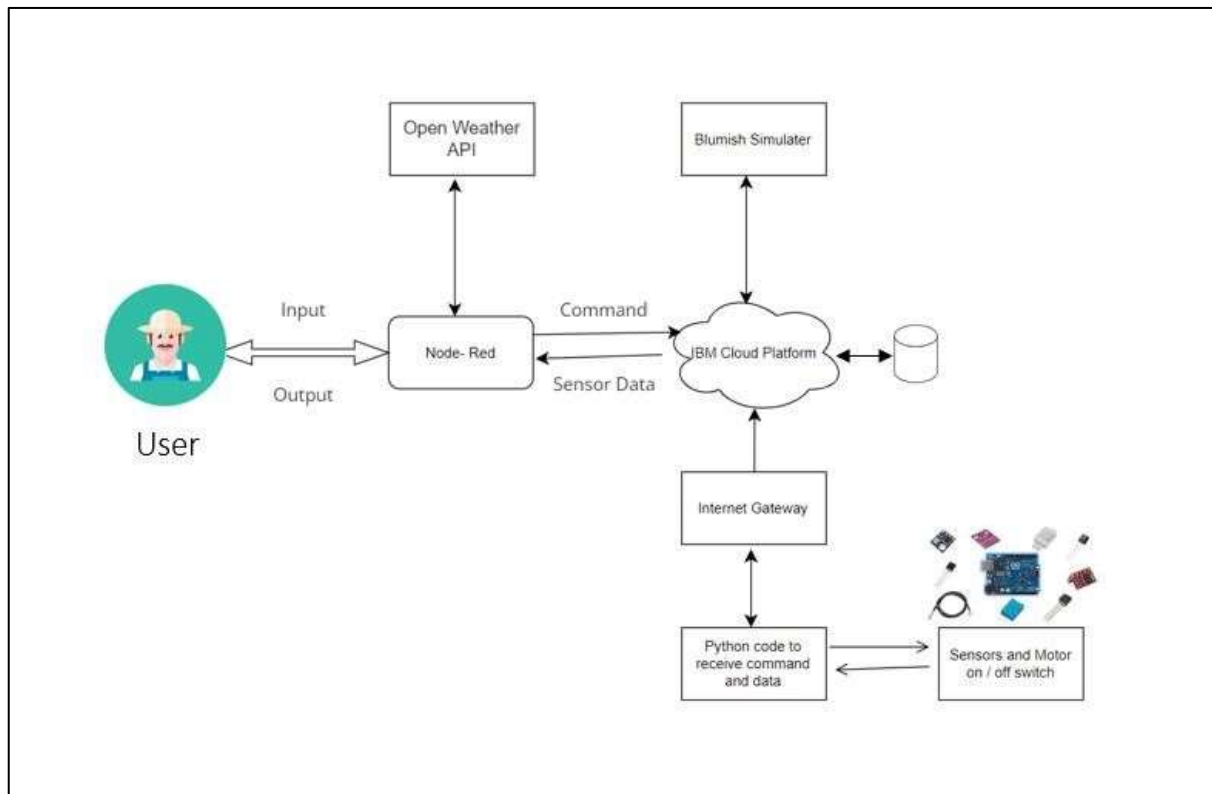 Open Weather
API
Blumish Simulater
Input
Command
Node- Red
IBM Cloud Platform
Output
Sensor Data
User
Internet Gateway
Python code to
receive command
and data
Sensors and Motor
on / off switch